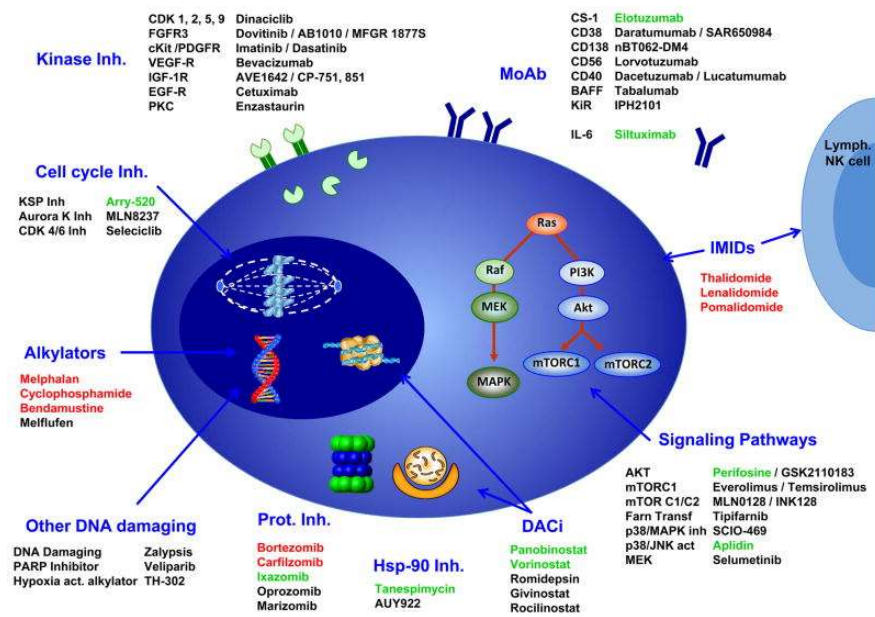 Kinase Inh.
CDK 1, 2, 5, 9 Dinaciclib
FGFR3 Dovitinib / AB1010 / MFGR 1877S
cKit /PDGFR Imatinib / Dasatinib
VEGF-R Bevacizumab
IGF-1R AVE1642 / CP-751, 851
EGF-R Cetuximab
PKC Enzastaurin
MoAb
CS-1 Elotuzumab
CD38 Daratumumab / SAR650984
CD138 nBT062-DM4
CD56 Lorvotuzumab
CD40 Dacetuzumab / Lucatumumab
BAFF Tabalumab
KiR IPH2101
IL-6 Siltuximab
Lymph.
NK cell
Cell cycle Inh.
KSP Inh Arry-520
Aurora K Inh MLN8237
CDK 4/6 Inh Seleciclib
Ras
Raf PI3K
MEK Akt
mTORC1 mTORC2
MAPK
IMIDs
Thalidomide
Lenalidomide
Pomalidomide
Alkylators
Melphalan
Cyclophosphamide
Bendamustine
Melflufen
Signaling Pathways
AKT Perifosine / GSK2110183
mTORC1 Everolimus / Temsirolimus
mTOR C1/C2 MLN0128 / INK128
Farn Transf Tipifarnib
p38/MAPK inh SCIO-469
p38/JNK act Aplidin
MEK Selumetinib
Other DNA damaging
DNA Damaging Zalypsis
PARP Inhibitor Veliparib
Hypoxia act. alkylator TH-302
Prot. Inh.
Bortezomib
Carfilzomib
Ixazomib
Oprozomib
Marizomib
Hsp-90 Inh.
Tanespimycin
AUY922
DACi
Panobinostat
Vorinostat
Romidepsin
Givinostat
Rocilinostat